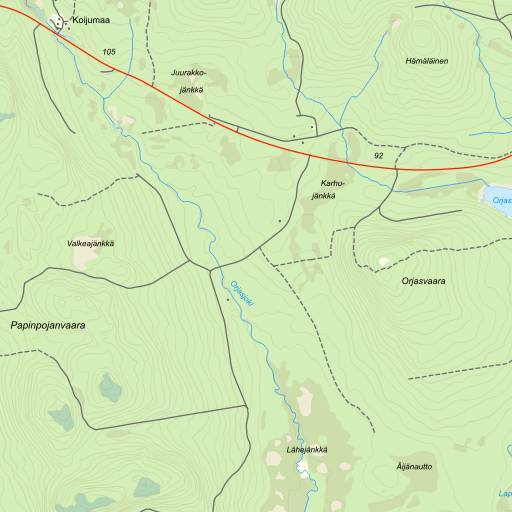 Koijumaa
105
Hämäläinen
Juurakko-
jänkkä
92
Karhu-
jänkkä
Orjas
Valkeajänkkä
Orjasvaara
Orjasjoki
Papinpojanvaara
Lähejänkkä
Äijänautto
Lap